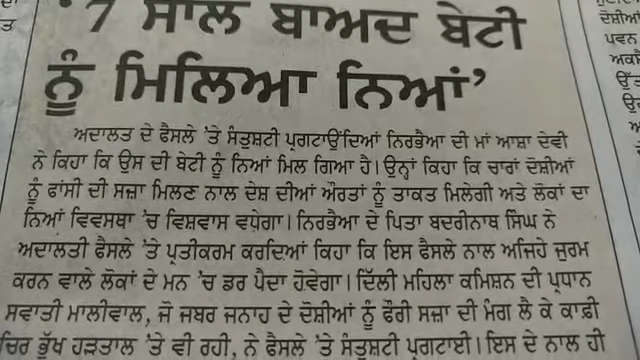 '7 ਸਾਲ ਬਾਅਦ ਬੇਟੀ
ਨੂੰ ਮਿਲਿਆ ਨਿਆਂ'
ਅਦਾਲਤ ਦੇ ਫੈਸਲੇ 'ਤੇ ਸੰਤੁਸ਼ਟੀ ਪ੍ਰਗਟਾਉਂਦਿਆਂ ਨਿਰਭੈਆ ਦੀ ਮਾਂ ਆਸ਼ਾ ਦੇਵੀ
ਨੇ ਕਿਹਾ ਕਿ ਉਸ ਦੀ ਬੇਟੀ ਨੂੰ ਨਿਆਂ ਮਿਲ ਗਿਆ ਹੈ। ਉਨ੍ਹਾਂ ਕਿਹਾ ਕਿ ਚਾਰਾਂ ਦੋਸ਼ੀਆਂ
ਨੂੰ ਫਾਂਸੀ ਦੀ ਸਜ਼ਾ ਮਿਲਣ ਨਾਲ ਦੇਸ਼ ਦੀਆਂ ਔਰਤਾਂ ਨੂੰ ਤਾਕਤ ਮਿਲੇਗੀ ਅਤੇ ਲੋਕਾਂ ਦਾ
ਨਿਆਂ ਵਿਵਸਥਾ 'ਚ ਵਿਸ਼ਵਾਸ ਵਧੇਗਾ। ਨਿਰਭੈਆ ਦੇ ਪਿਤਾ ਬਦਰੀਨਾਥ ਸਿੰਘ ਨੇ
ਅਦਾਲਤੀ ਫੈਸਲੇ 'ਤੇ ਪ੍ਰਤੀਕਰਮ ਕਰਦਿਆਂ ਕਿਹਾ ਕਿ ਇਸ ਫੈਸਲੇ ਨਾਲ ਅਜਿਹੇ ਜੁਰਮ
ਕਰਨ ਵਾਲੇ ਲੋਕਾਂ ਦੇ ਮਨ 'ਚ ਡਰ ਪੈਦਾ ਹੋਵੇਗਾ। ਦਿੱਲੀ ਮਹਿਲਾ ਕਮਿਸ਼ਨ ਦੀ ਪ੍ਰਧਾਨ
ਸਵਾਤੀ ਮਾਲੀਵਾਲ, ਜੋ ਜਬਰ ਜਨਾਹ ਦੇ ਦੋਸ਼ੀਆਂ ਨੂੰ ਫੌਰੀ ਸਜ਼ਾ ਦੀ ਮੰਗ ਲੈ ਕੇ ਕਾਫ਼ੀ
ਚਿਰ ਭੁੱਖ ਹੜਤਾਲ 'ਤੇ ਵੀ ਰਹੀ, ਨੇ ਫੈਸਲੇ 'ਤੇ ਸੰਤੁਸ਼ਟੀ ਪ੍ਰਗਟਾਈ। ਇਸ ਦੇ ਨਾਲ ਹੀ
ਦੋਸ਼ੀਆਂ
ਪਵਨ